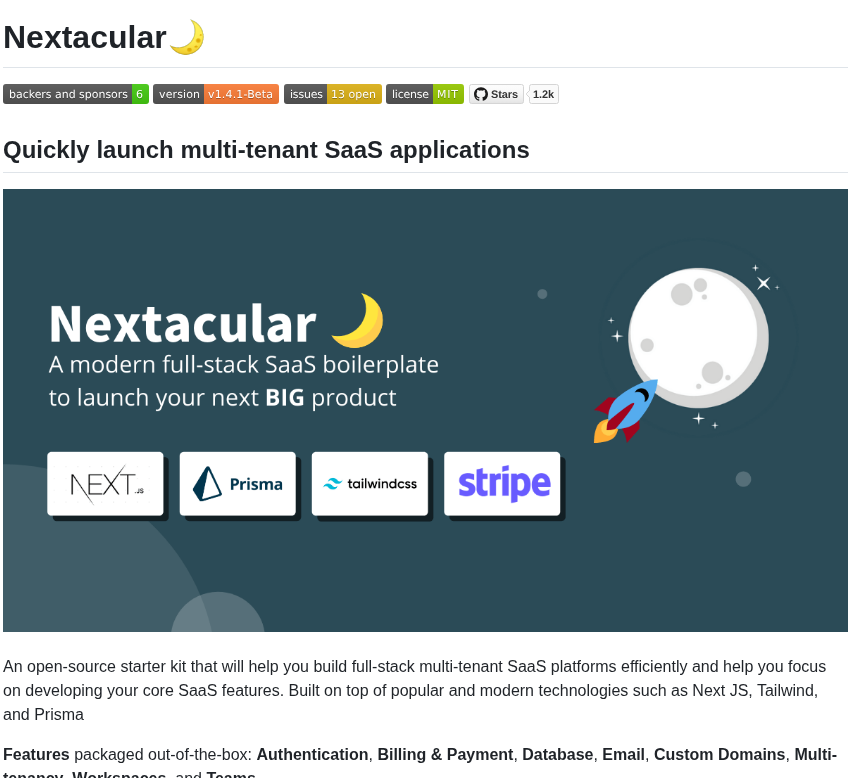 Nextacular🌙
backers and sponsors 6 version v1.4.1-Beta issues 13 open license MIT Stars 1.2k
Quickly launch multi-tenant SaaS applications
Nextacular
A modern full-stack SaaS boilerplate
to launch your next BIG product
NEXT.JS Prisma tailwindcss stripe
An open-source starter kit that will help you build full-stack multi-tenant SaaS platforms efficiently and help you focus
on developing your core SaaS features. Built on top of popular and modern technologies such as Next JS, Tailwind,
and Prisma
Features packaged out-of-the-box: Authentication, Billing & Payment, Database, Email, Custom Domains, Multi-
tenancy, Workspaces, and Teams